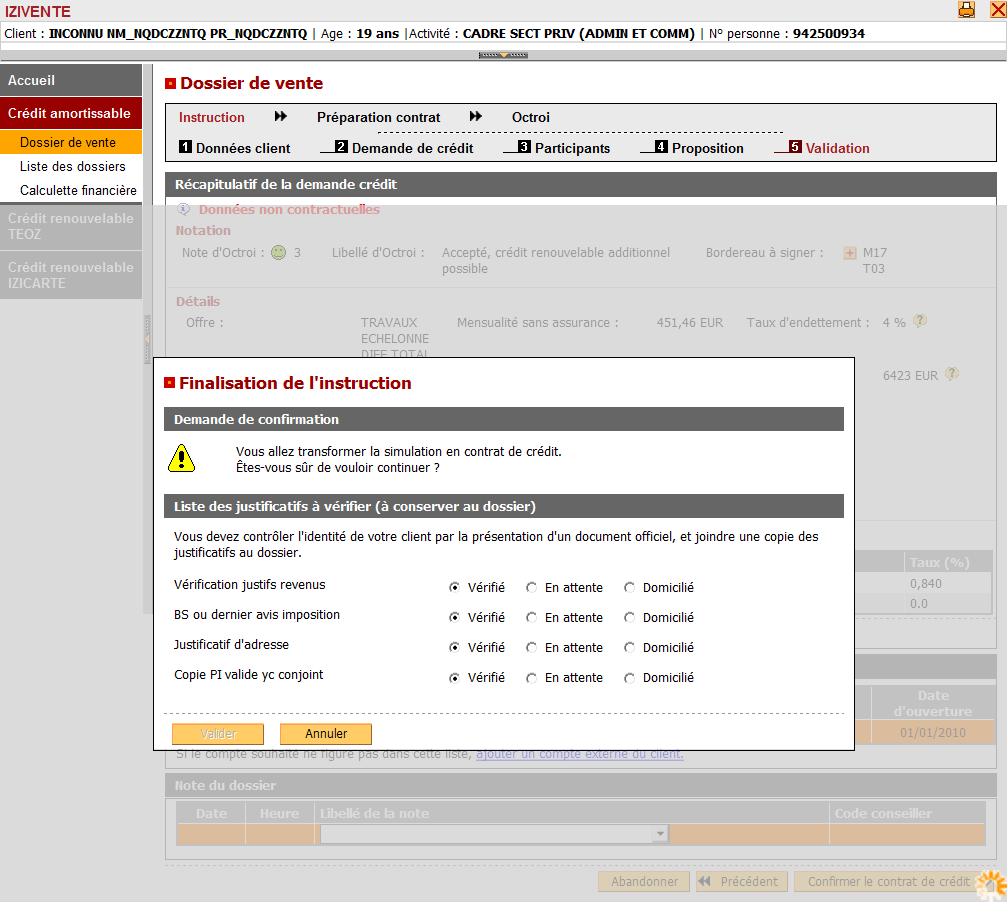 IZIVENTE
Client : INCONNU NM_NQDCZZNTQ PR_NQDCZZNTQ | Age : 19 ans |Activité : CADRE SECT PRIV (ADMIN ET COMM) | N° personne : 942500934
Accueil
Crédit amortissable
Dossier de vente
Liste des dossiers
Calculette financière
Crédit renouvelable
TEOZ
Crédit renouvelable
IZICARTE
Dossier de vente
Instruction Préparation contrat Octroi
1 Données client 2 Demande de crédit 3 Participants 4 Proposition 5 Validation
Récapitulatif de la demande crédit
Données non contractuelles
Notation
Note d'Octroi : 3 Libellé d'Octroi : Accepté, crédit renouvelable additionnel Bordereau à signer : M17
possible T03
Détails
Offre : TRAVAUX Mensualité sans assurance : 451,46 EUR Taux d'endettement : 4 %
ECHELONNE
DIFF TOTAL
6423 EUR
Finalisation de l'instruction
Demande de confirmation
Vous allez transformer la simulation en contrat de crédit.
Êtes-vous sûr de vouloir continuer ?
Liste des justificatifs à vérifier (à conserver au dossier)
Vous devez contrôler l'identité de votre client par la présentation d'un document officiel, et joindre une copie des
justificatifs au dossier.
Vérification justifs revenus Vérifié En attente Domicilié
BS ou dernier avis imposition Vérifié En attente Domicilié
Justificatif d'adresse Vérifié En attente Domicilié
Copie PI valide yc conjoint Vérifié En attente Domicilié
Valider Annuler
Taux (%)
0,840
0.0
Date
d'ouverture
01/01/2010
Si le compte souhaité ne figure pas dans cette liste, ajouter un compte externe du client.
Note du dossier
Date Heure Libellé de la note Code conseiller
Abandonner Précédent Confirmer le contrat de crédit